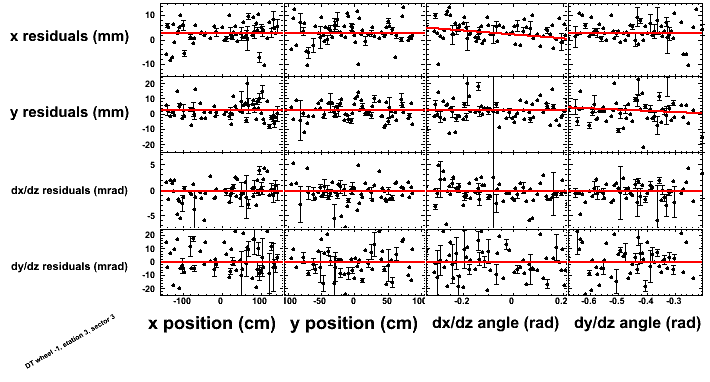 x residuals (mm)
10
0
-10
y residuals (mm)
20
10
0
-10
-20
dx/dz residuals (mrad)
5
0
-5
dy/dz residuals (mrad)
20
10
0
-10
-20
-100 0 100
-50 0 50
-0.2 0 0.2
-0.6 -0.5 -0.4 -0.3
x position (cm) y position (cm) dx/dz angle (rad) dy/dz angle (rad)
DT wheel -1, station 3, sector 3